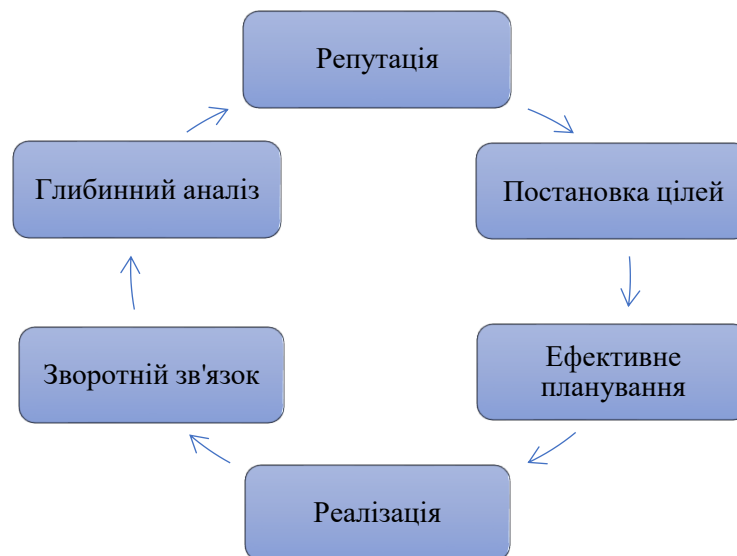 Репутація
Постановка цілей
Ефективне
планування
Реалізація
Зворотній зв'язок
Глибинний аналіз